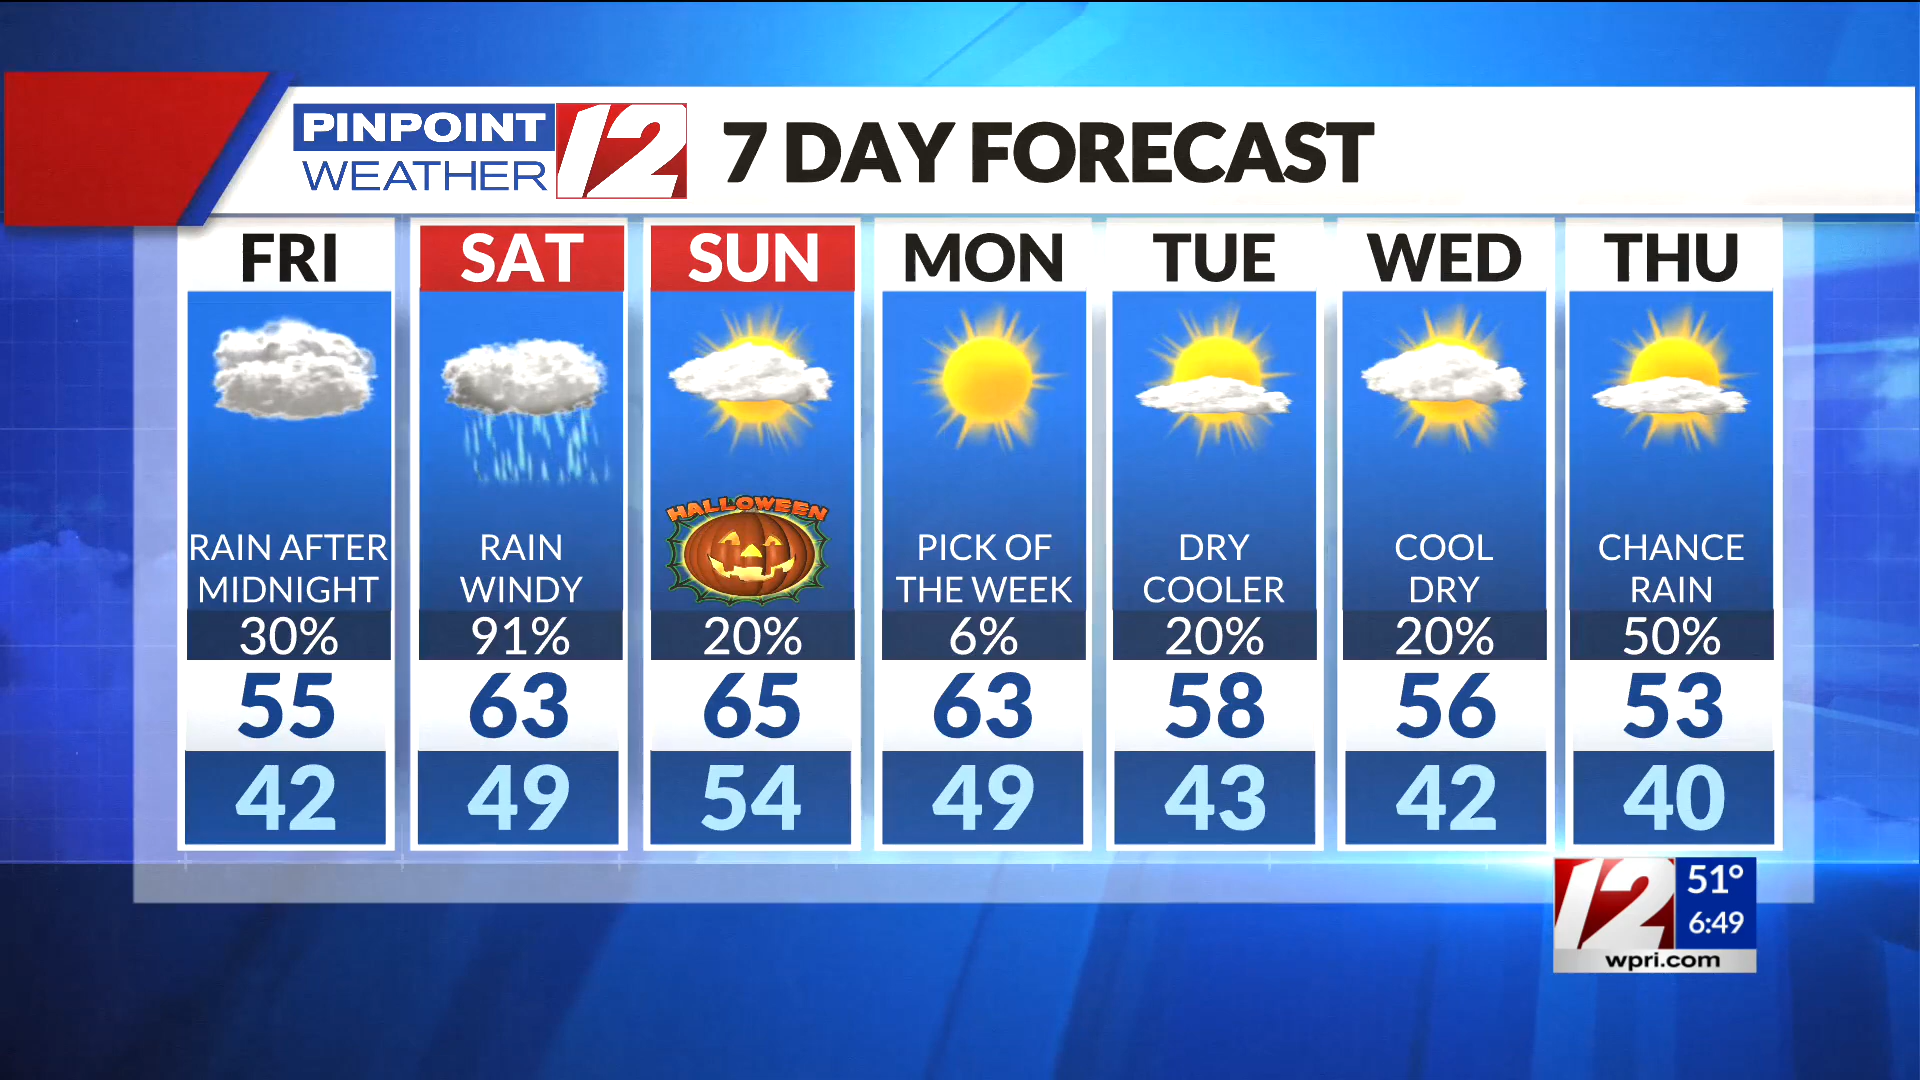 PINPOINT
WEATHER
12
7 DAY FORECAST
FRI
RAIN AFTER
MIDNIGHT
30%
55
42
SAT
RAIN
WINDY
91%
63
49
SUN
HALLOWEEN
20%
65
54
MON
PICK OF
THE WEEK
6%
63
49
TUE
DRY
COOLER
20%
58
43
WED
COOL
DRY
20%
56
42
THU
CHANCE
RAIN
50%
53
40
12
51°
6:49
wpri.com